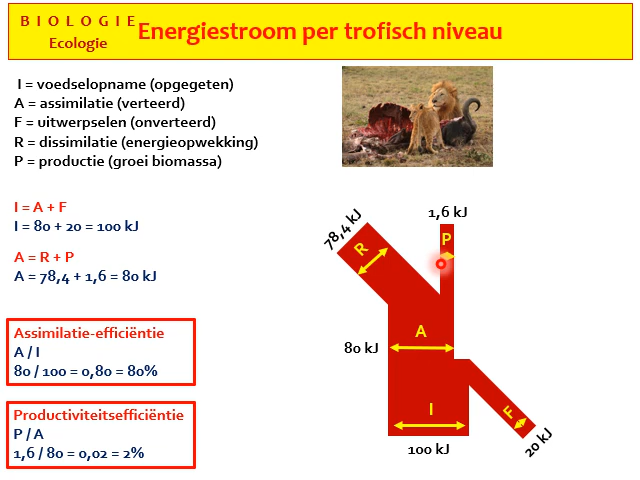 B I O L O G I E
Ecologie
Energiestroom per trofisch niveau
I = voedselopname (opgegeten)
A = assimilatie (verteerd)
F = uitwerpselen (onverteerd)
R = dissimilatie (energieopwekking)
P = productie (groei biomassa)
I = A + F
I = 80 + 20 = 100 kJ
A = R + P
A = 78,4 + 1,6 = 80 kJ
Assimilatie-efficiëntie
A / I
80 / 100 = 0,80 = 80%
Productiviteitsefficiëntie
P / A
1,6 / 80 = 0,02 = 2%
1,6 kJ
78,4 kJ
P
R
A
80 kJ
I
F
100 kJ
20 kJ